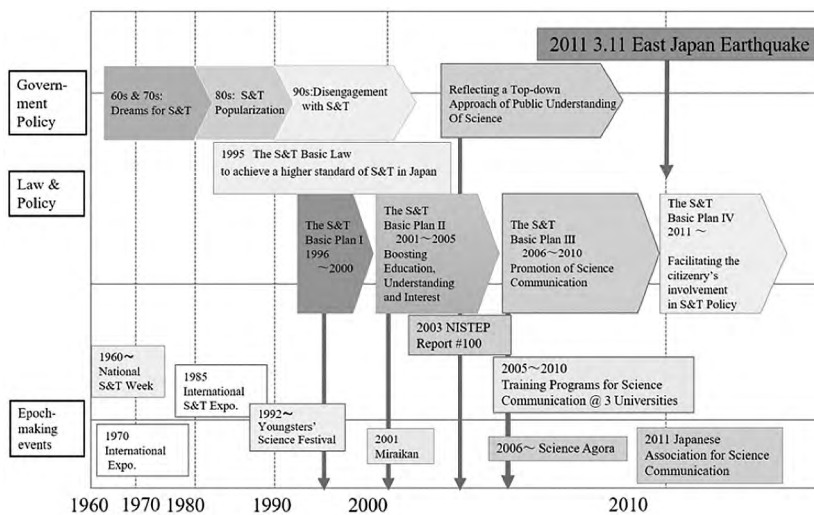 2011 3.11 East Japan Earthquake
Govern-
ment
Policy
60s & 70s:
Dreams for S&T
80s: S&T
Popularization
90s:Disengagement
with S&T
Reflecting a Top-down
Approach of Public Understanding
Of Science
1995 The S&T Basic Law
to achieve a higher standard of S&T in Japan
Law &
Policy
The S&T
Basic Plan I
1996
～2000
The S&T
Basic Plan II
2001～2005
Boosting
Education,
Understanding
and Interest
The S&T
Basic Plan III
2006～2010
Promotion of Science
Communication
The S&T
Basic Plan IV
2011～
Facilitating the
citizenry's
involvement
in S&T Policy
2003 NISTEP
Report #100
1960～
National
S&T Week
1985
International
S&T Expo.
2005～2010
Training Programs for Science
Communication @ 3 Universities
Epoch-
making
events
1970
International
Expo.
1992～
Youngsters'
Science Festival
2001
Miraikan
2006～ Science Agora
2011 Japanese
Association for Science
Communication
1960 1970 1980 1990 2000 2010